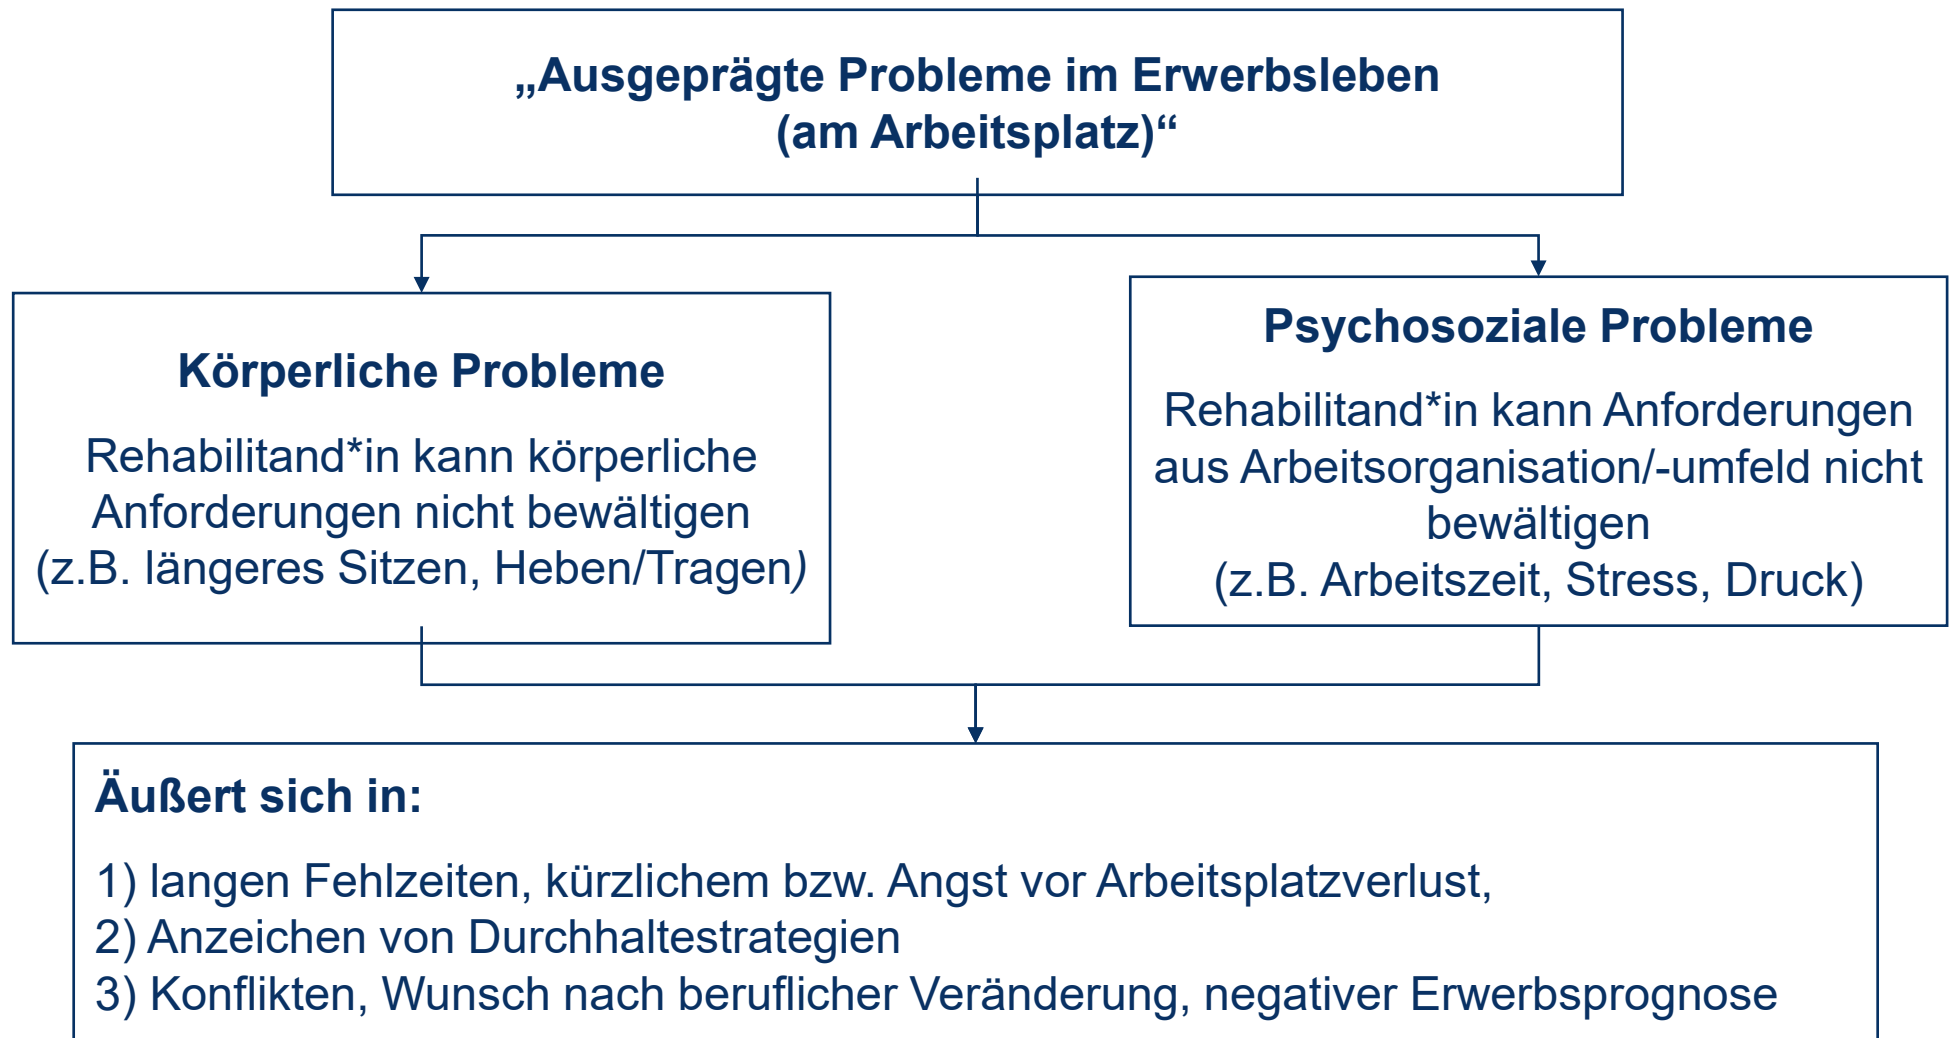 „Ausgeprägte Probleme im Erwerbsleben
(am Arbeitsplatz)“
Körperliche Probleme
Rehabilitand*in kann körperliche
Anforderungen nicht bewältigen
(z.B. längeres Sitzen, Heben/Tragen)
Psychosoziale Probleme
Rehabilitand*in kann Anforderungen
aus Arbeitsorganisation/-umfeld nicht
bewältigen
(z.B. Arbeitszeit, Stress, Druck)
Äußert sich in:
1) langen Fehlzeiten, kürzlichem bzw. Angst vor Arbeitsplatzverlust,
2) Anzeichen von Durchhaltestrategien
3) Konflikten, Wunsch nach beruflicher Veränderung, negativer Erwerbsprognose